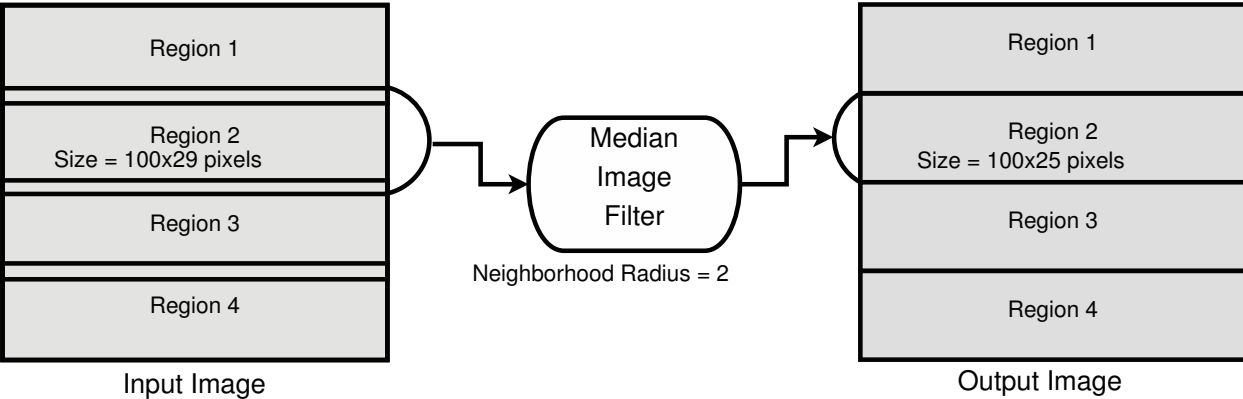 Region 1
Region 2
Size = 100x29 pixels
Region 3
Region 4
Input Image
Median
Image
Filter
Neighborhood Radius = 2
Region 1
Region 2
Size = 100x25 pixels
Region 3
Region 4
Output Image